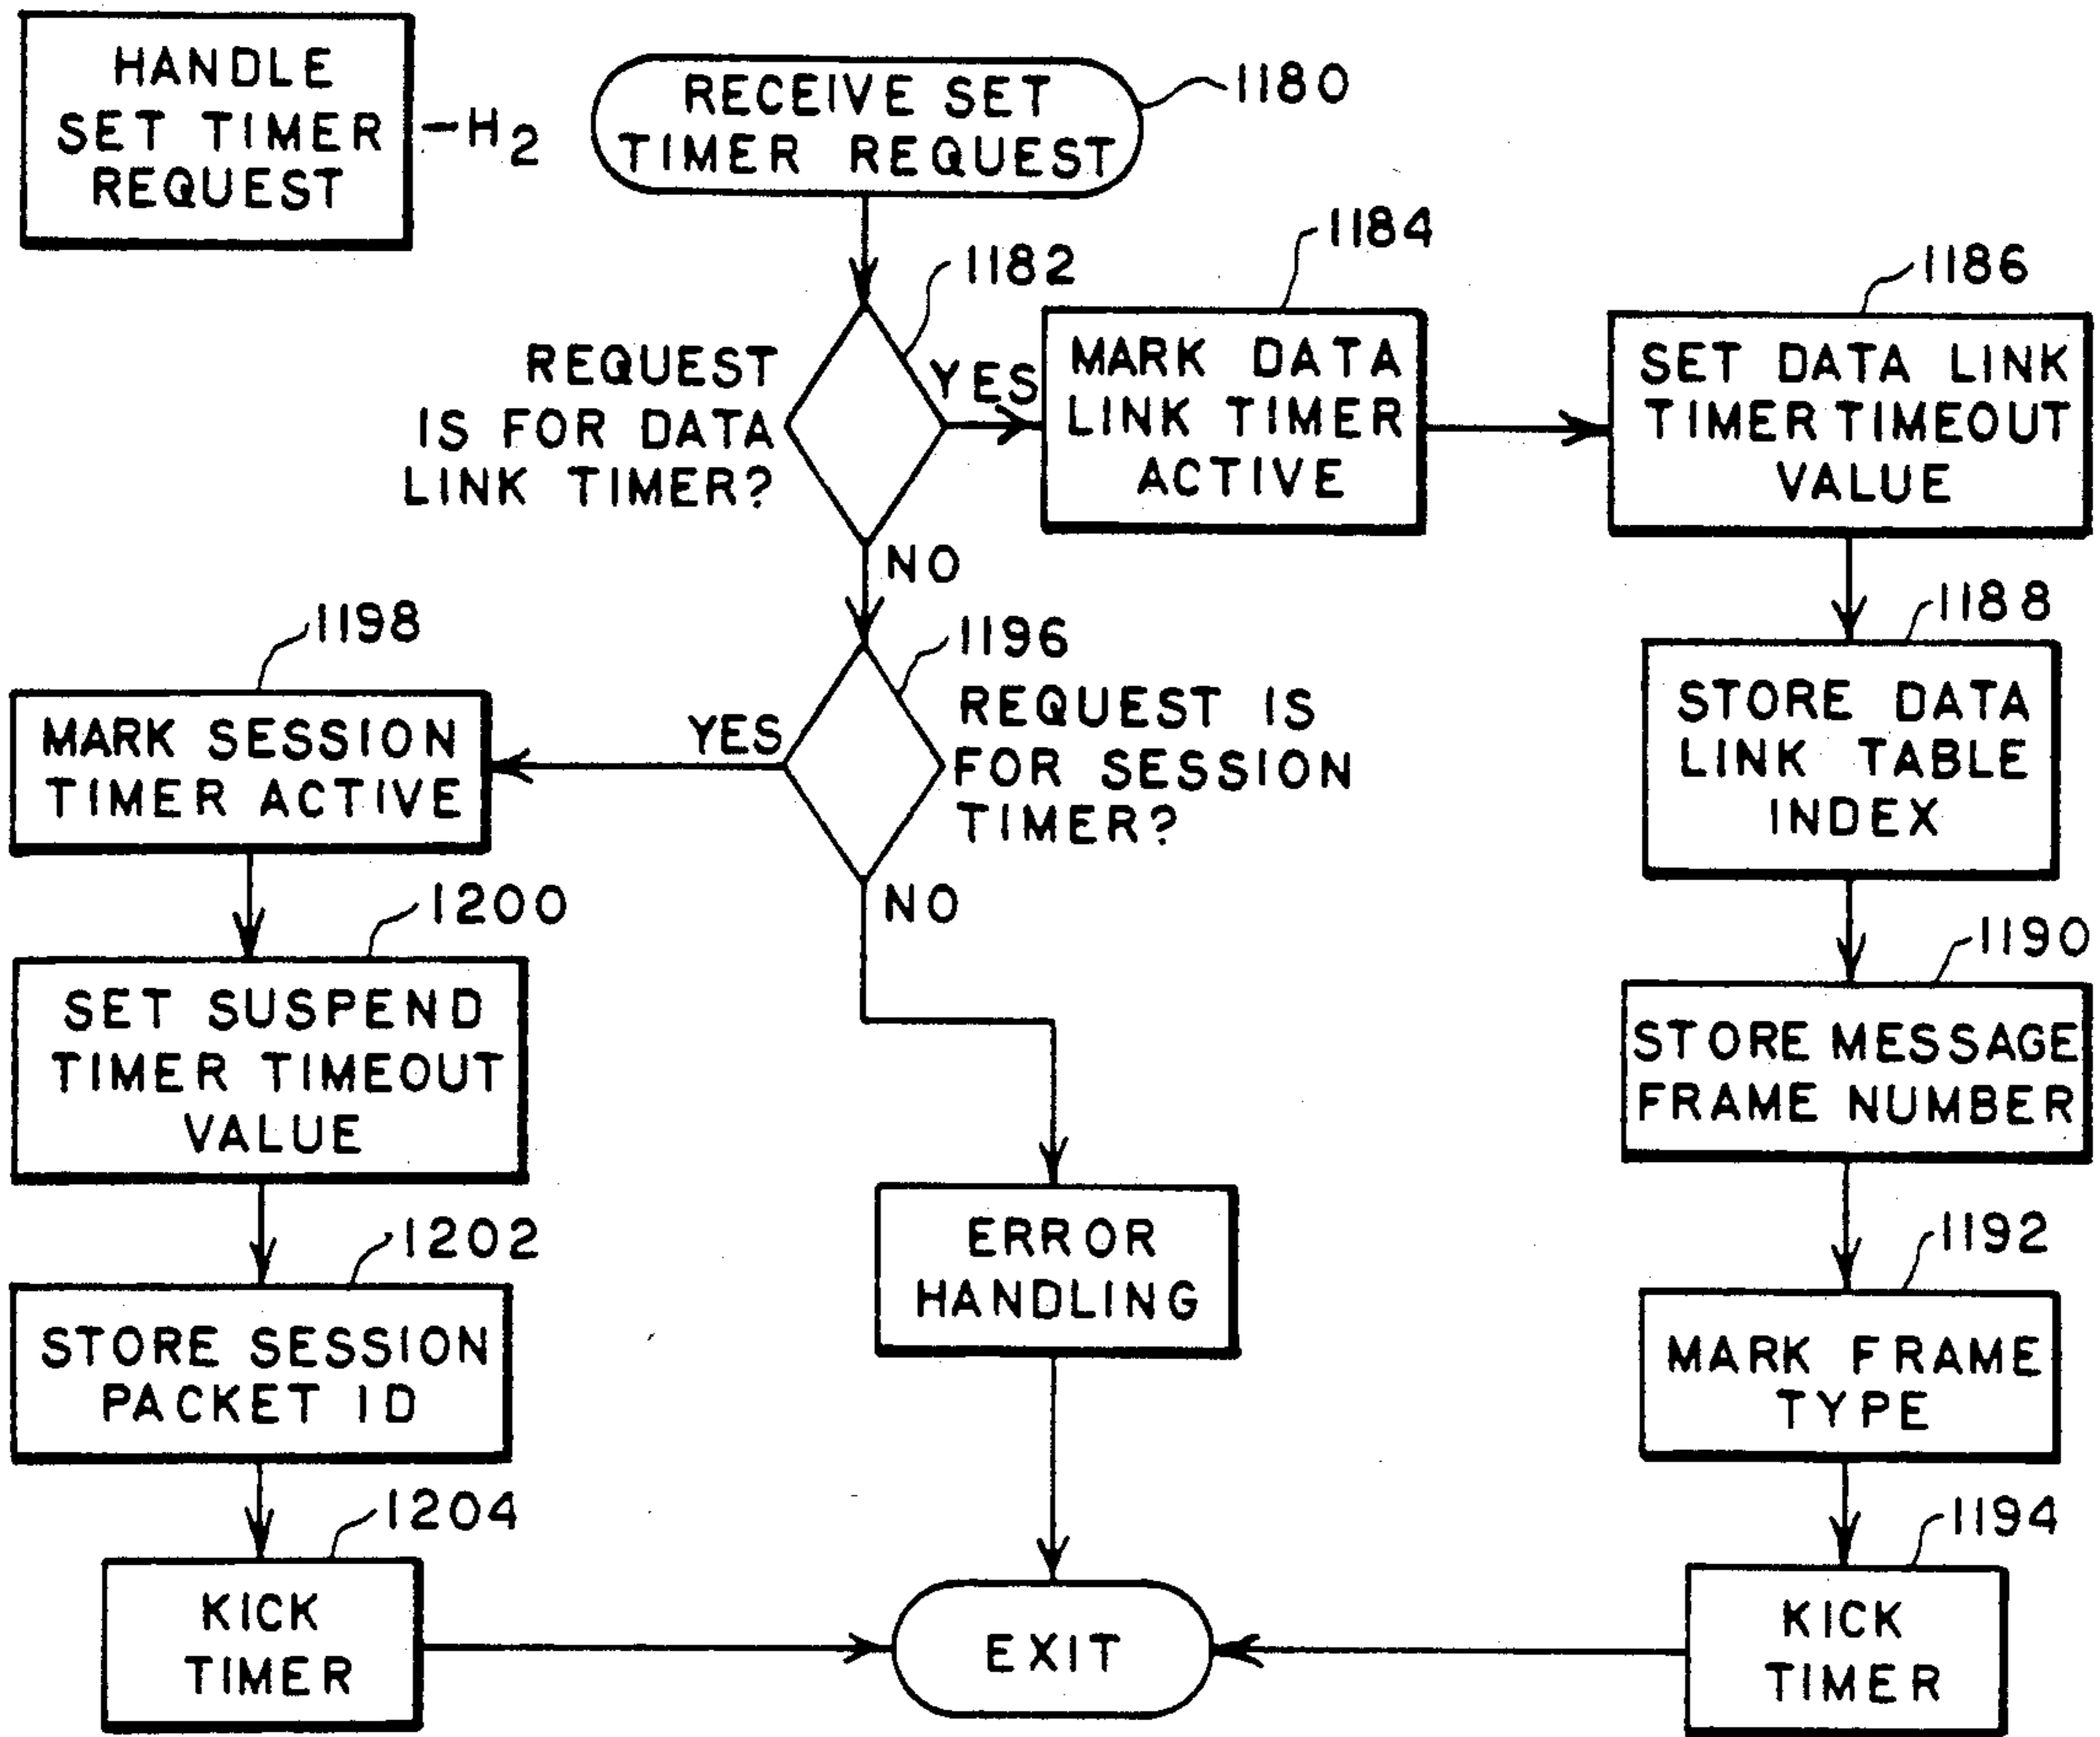 HANDLE
SET TIMER
REQUEST
-H2
RECEIVE SET
TIMER REQUEST
1180
1182
REQUEST
IS FOR DATA
LINK TIMER?
YES
NO
1184
MARK DATA
LINK TIMER
ACTIVE
1186
SET DATA LINK
TIMER TIMEOUT
VALUE
1188
STORE DATA
LINK TABLE
INDEX
1190
STORE MESSAGE
FRAME NUMBER
1192
MARK FRAME
TYPE
1194
KICK
TIMER
1196
REQUEST IS
FOR SESSION
TIMER?
YES
NO
1198
MARK SESSION
TIMER ACTIVE
1200
SET SUSPEND
TIMER TIMEOUT
VALUE
1202
STORE SESSION
PACKET ID
1204
KICK
TIMER
ERROR
HANDLING
EXIT